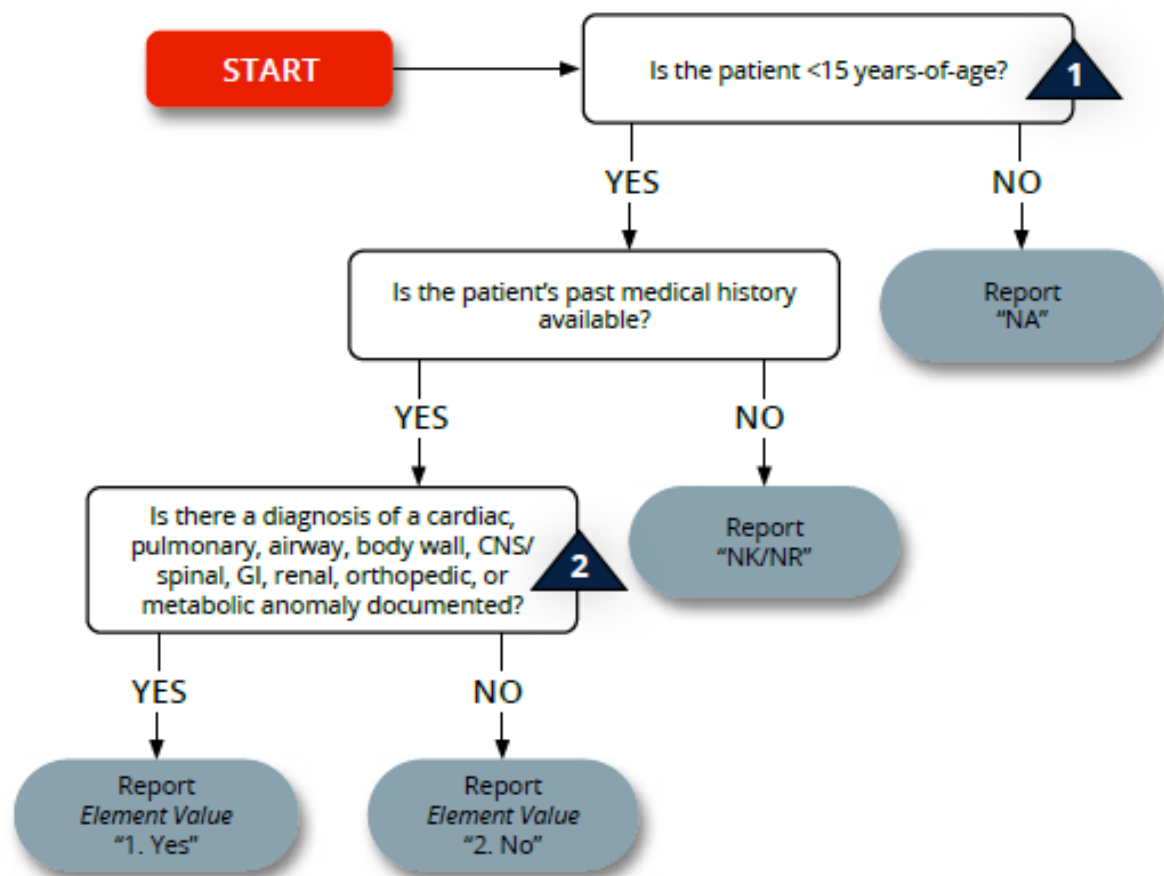 START
Is the patient <15 years-of-age?
1
YES
NO
Is the patient's past medical history
available?
Report
“NA”
YES
NO
Is there a diagnosis of a cardiac,
pulmonary, airway, body wall, CNS/
spinal, GI, renal, orthopedic, or
metabolic anomaly documented?
2
Report
“NK/NR”
YES
NO
Report
Element Value
“1. Yes”
Report
Element Value
“2. No”